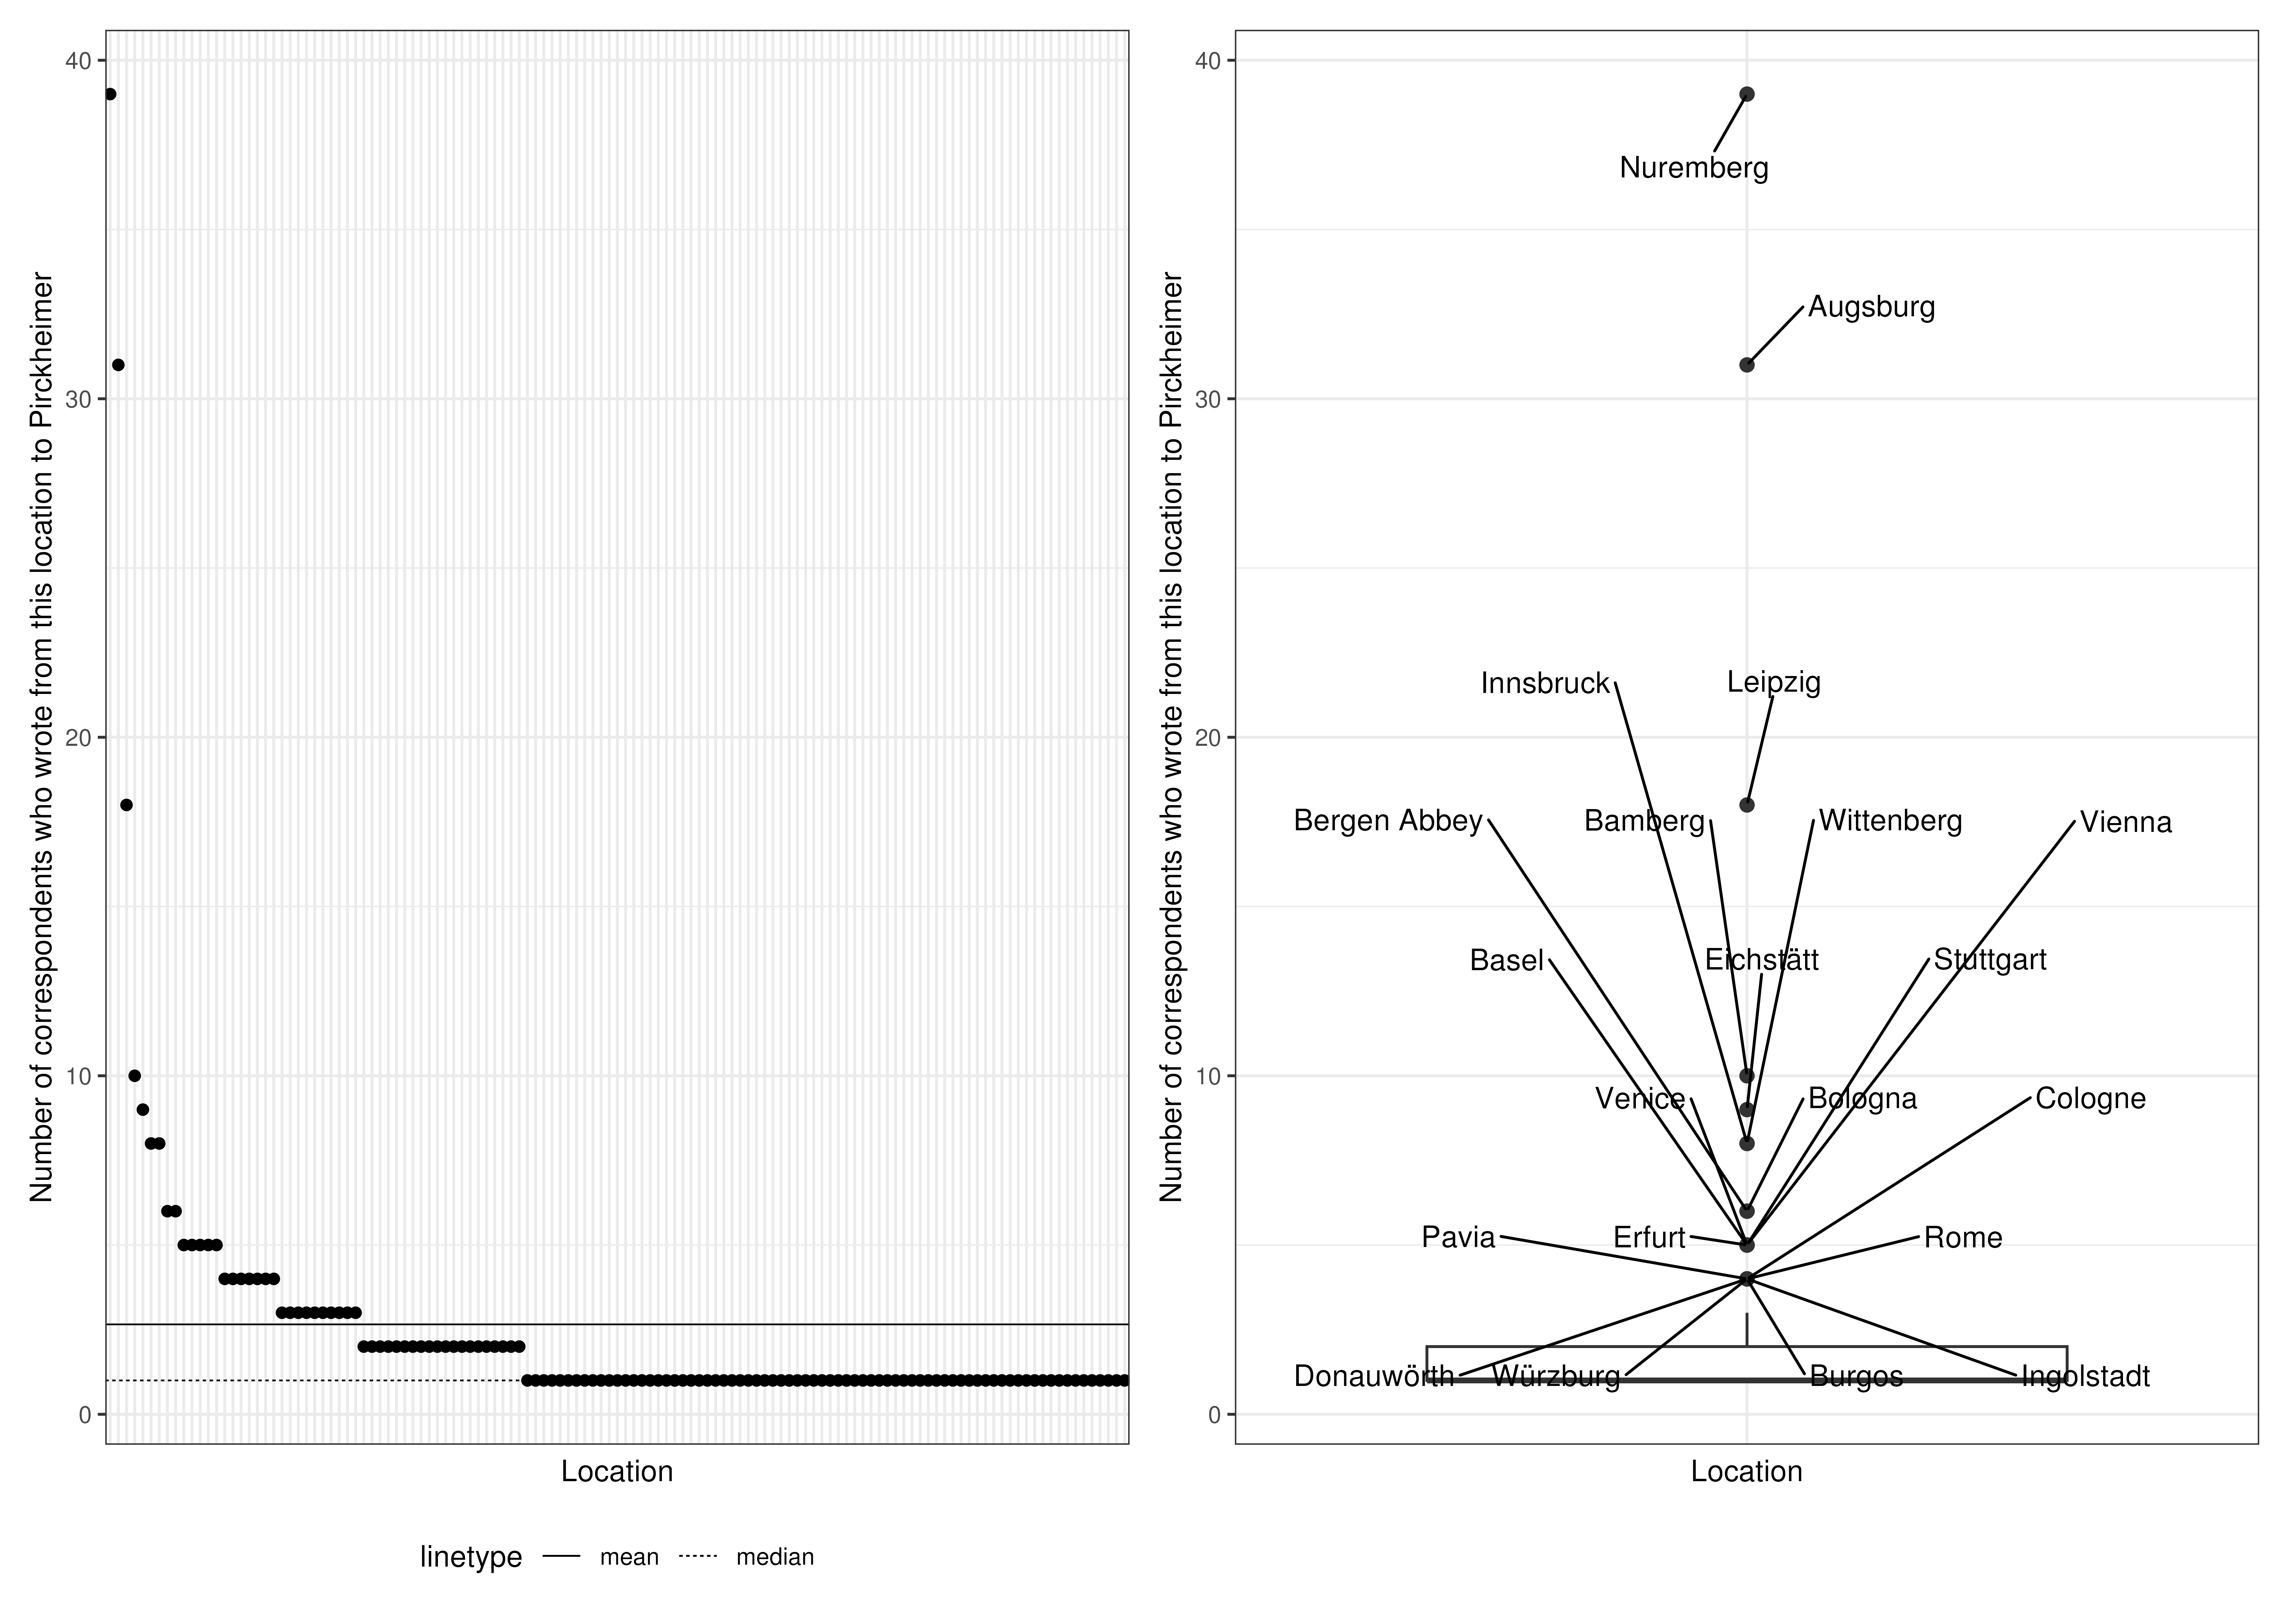 Number of correspondents who wrote from this location to Pirckheimer
40
30
20
10
0
Location
linetype mean median
Number of correspondents who wrote from this location to Pirckheimer
40
30
20
10
0
Nuremberg
Augsburg
Innsbruck Leipzig
Bergen Abbey Bamberg Wittenberg Vienna
Basel Eichstätt Stuttgart
Venice Bologna Cologne
Pavia Erfurt Rome
Donauwörth Würzburg Burgos Ingolstadt
Location